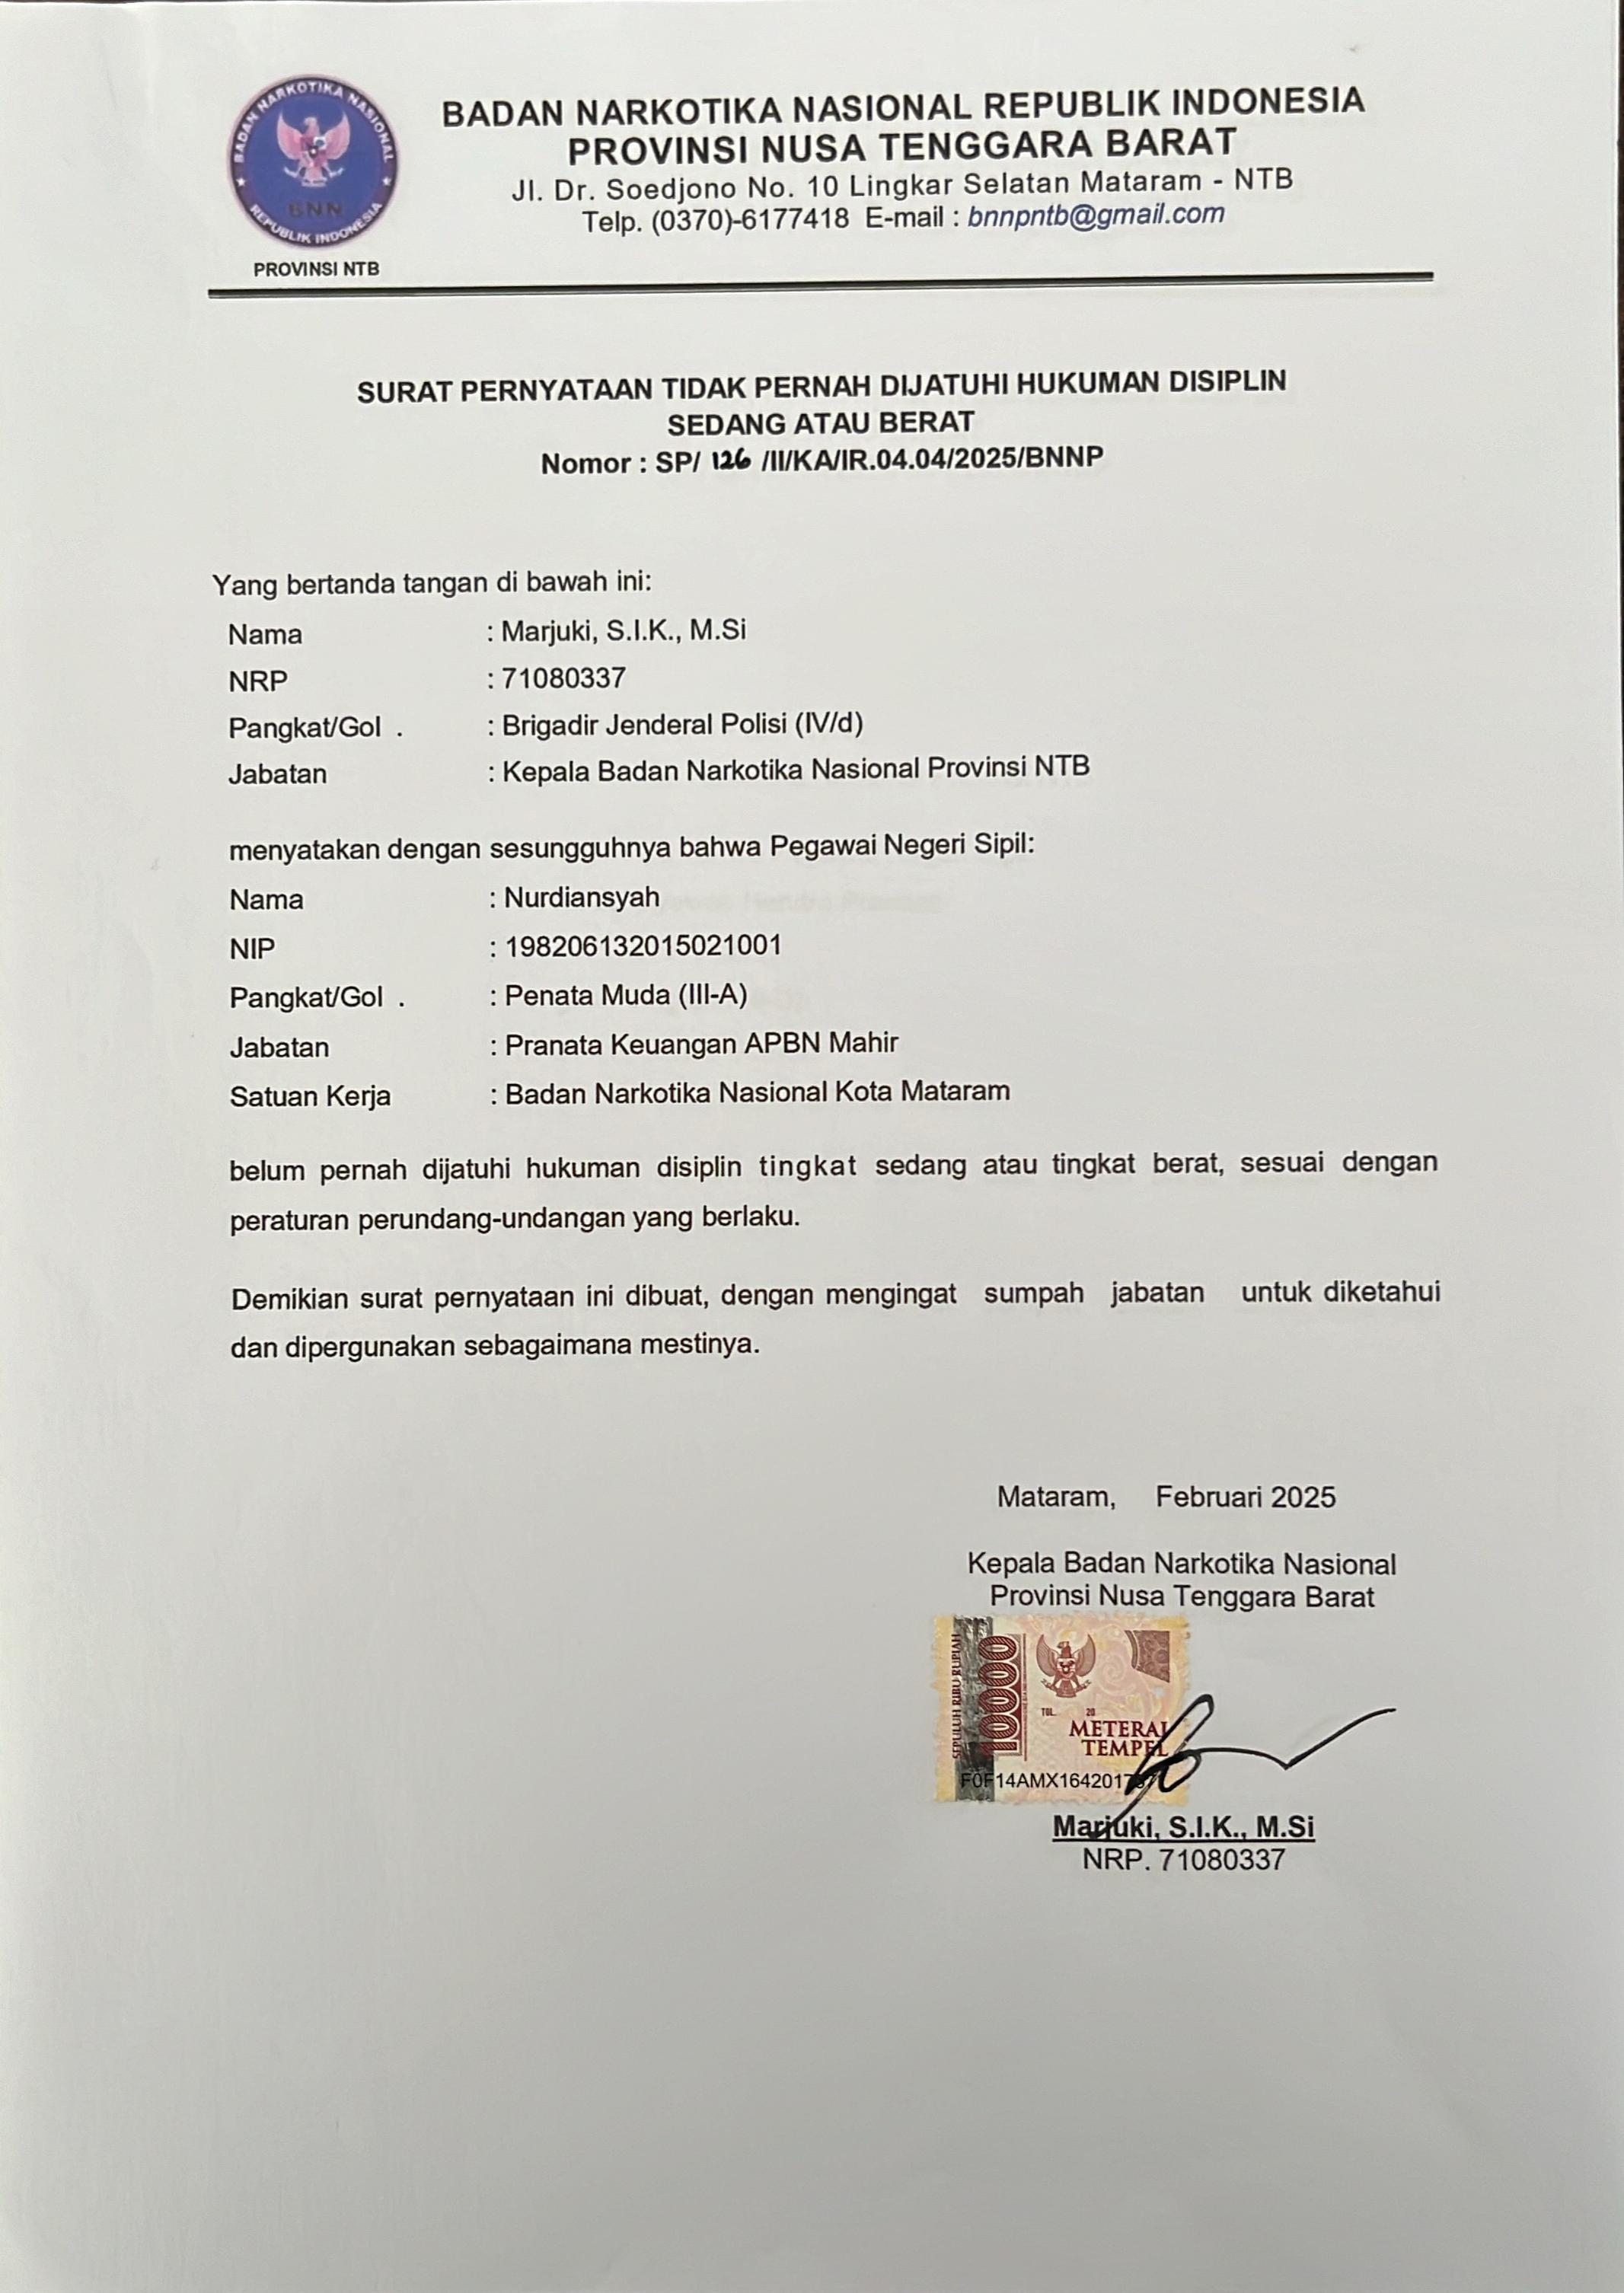 BADAN NARKOTIKA NASIONAL
BNN
REPUBLIK INDONESIA
PROVINSI NTB
BADAN NARKOTIKA NASIONAL REPUBLIK INDONESIA
PROVINSI NUSA TENGGARA BARAT
Jl. Dr. Soedjono No. 10 Lingkar Selatan Mataram - NTB
Telp. (0370)-6177418 E-mail : bnnpntb@gmail.com
SURAT PERNYATAAN TIDAK PERNAH DIJATUHI HUKUMAN DISIPLIN
SEDANG ATAU BERAT
Nomor : SP/ 126 /II/KA/IR.04.04/2025/BNNP
Yang bertanda tangan di bawah ini:
Nama : Marjuki, S.I.K., M.Si
NRP : 71080337
Pangkat/Gol . : Brigadir Jenderal Polisi (IV/d)
Jabatan : Kepala Badan Narkotika Nasional Provinsi NTB
menyatakan dengan sesungguhnya bahwa Pegawai Negeri Sipil:
Nama : Nurdiansyah
NIP : 198206132015021001
Pangkat/Gol . : Penata Muda (III-A)
Jabatan : Pranata Keuangan APBN Mahir
Satuan Kerja : Badan Narkotika Nasional Kota Mataram
belum pernah dijatuhi hukuman disiplin tingkat sedang atau tingkat berat, sesuai dengan
peraturan perundang-undangan yang berlaku.
Demikian surat pernyataan ini dibuat, dengan mengingat sumpah jabatan untuk diketahui
dan dipergunakan sebagaimana mestinya.
Mataram, Februari 2025
Kepala Badan Narkotika Nasional
Provinsi Nusa Tenggara Barat
SEPULUH RIBU RUPIAH
10000
TGL. 20
METERAI
TEMPEL
Marjuki, S.I.K., M.Si
NRP. 71080337